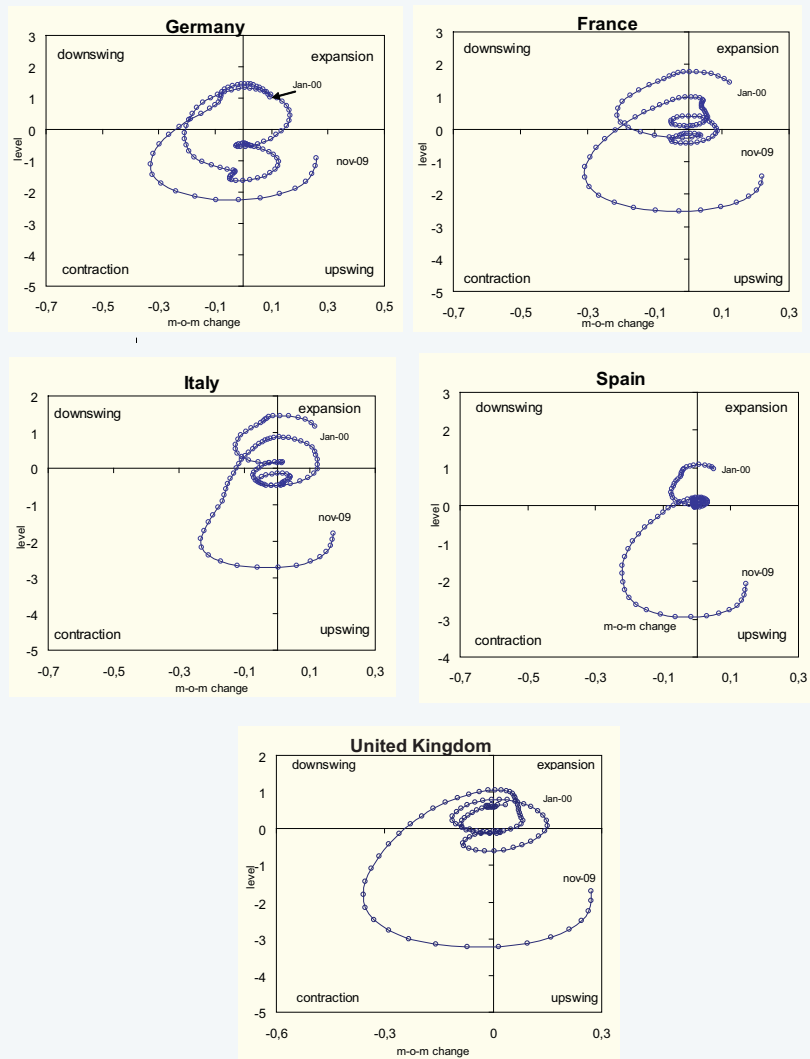 Germany
3
2
1
0
-1
-2
-3
-4
-5
level
downswing
expansion
Jan-00
nov-09
contraction
upswing
-0,7
-0,5
-0,3
-0,1
0,1
0,3
0,5
m-o-m change
France
4
3
2
1
0
-1
-2
-3
-4
-5
level
downswing
expansion
Jan-00
nov-09
contraction
upswing
-0,7
-0,5
-0,3
-0,1
0,1
0,3
m-o-m change
Italy
2
1
0
-1
-2
-3
-4
-5
level
downswing
expansion
Jan-00
nov-09
contraction
upswing
-0,7
-0,5
-0,3
-0,1
0,1
0,3
m-o-m change
Spain
3
2
1
0
-1
-2
-3
-4
level
downswing
expansion
Jan-00
nov-09
m-o-m change
contraction
upswing
-0,7
-0,5
-0,3
-0,1
0,1
0,3
United Kingdom
2
1
0
-1
-2
-3
-4
-5
level
downswing
expansion
Jan-00
nov-09
contraction
upswing
-0,6
-0,3
0
0,3
m-o-m change